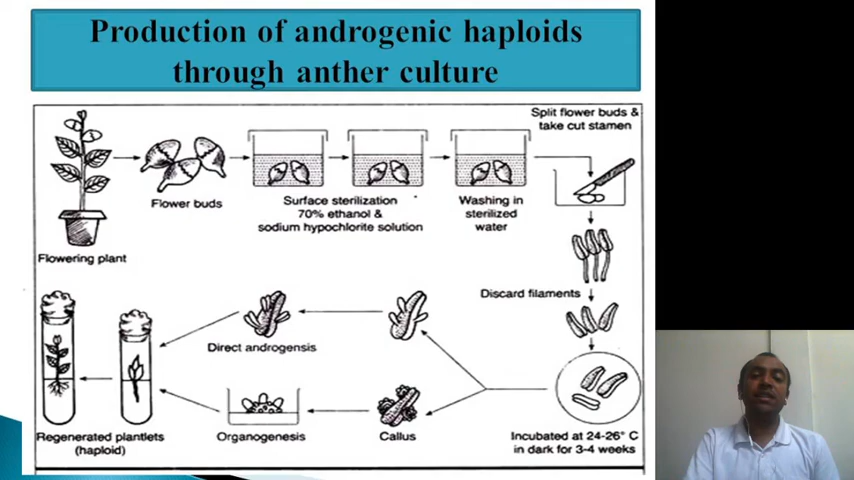 Production of androgenic haploids
through anther culture
Split flower buds &
take cut stamen
Flower buds
Surface sterilization
70% ethanol &
sodium hypochlorite solution
Washing in
sterilized
water
Flowering plant
Discard filaments
Direct androgensis
Regenerated plantlets
(haploid)
Organogenesis
Callus
Incubated at 24-26° C
in dark for 3-4 weeks